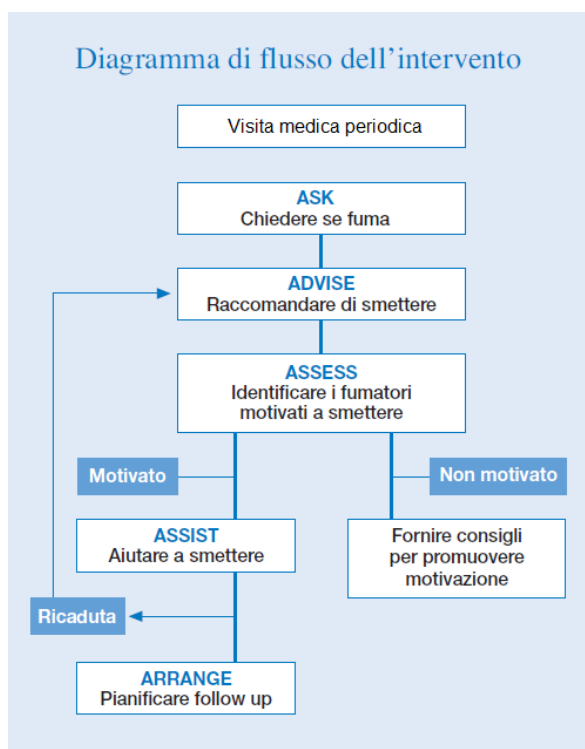 Diagramma di flusso dell'intervento
Visita medica periodica
ASK
Chiedere se fuma
ADVISE
Raccomandare di smettere
ASSESS
Identificare i fumatori
motivati a smettere
Motivato
Non motivato
ASSIST
Aiutare a smettere
Fornire consigli
per promuovere
motivazione
Ricaduta
ARRANGE
Pianificare follow up